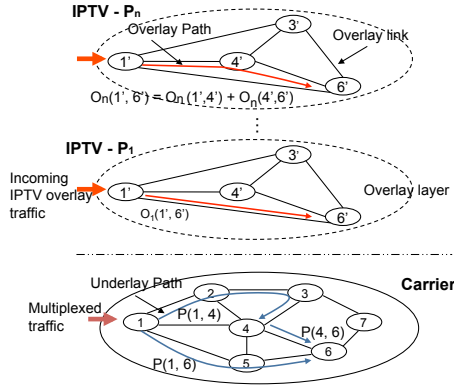 IPTV - Pn
Overlay Path
3'
Overlay link
1'
4'
6'
On(1', 6') = On(1',4') + On(4',6')
IPTV - P1
3'
Incoming
IPTV overlay
traffic
1'
4'
Overlay layer
O1(1', 6')
6'
Underlay Path
Carrier
2
3
Multiplexed
traffic
1
P(1, 4)
4
P(4, 6)
7
P(1, 6)
5
6